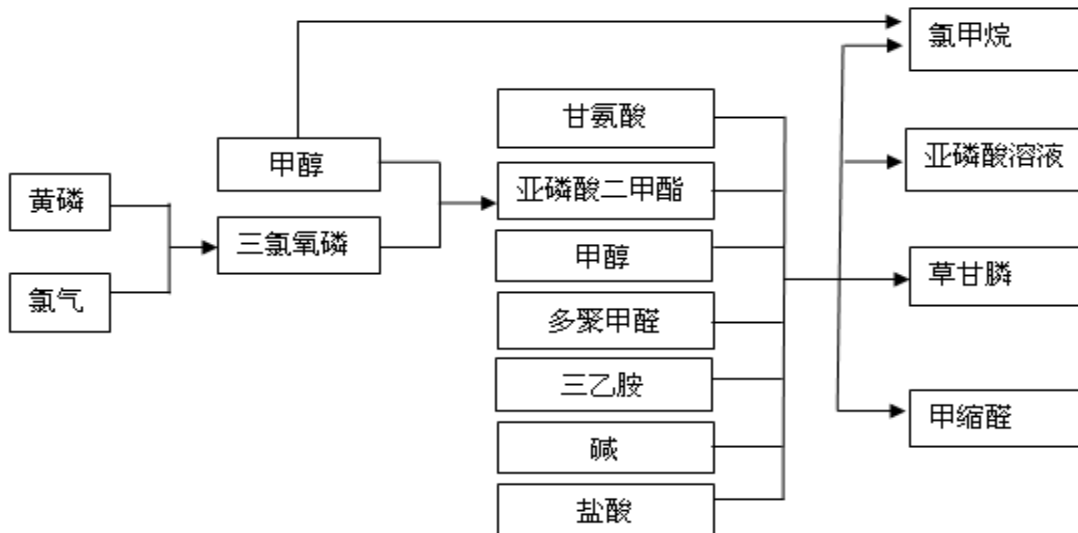 黄磷
氯气
甲醇
三氯氧磷
甘氨酸
亚磷酸二甲酯
甲醇
多聚甲醛
三乙胺
碱
盐酸
氯甲烷
亚磷酸溶液
草甘膦
甲缩醛